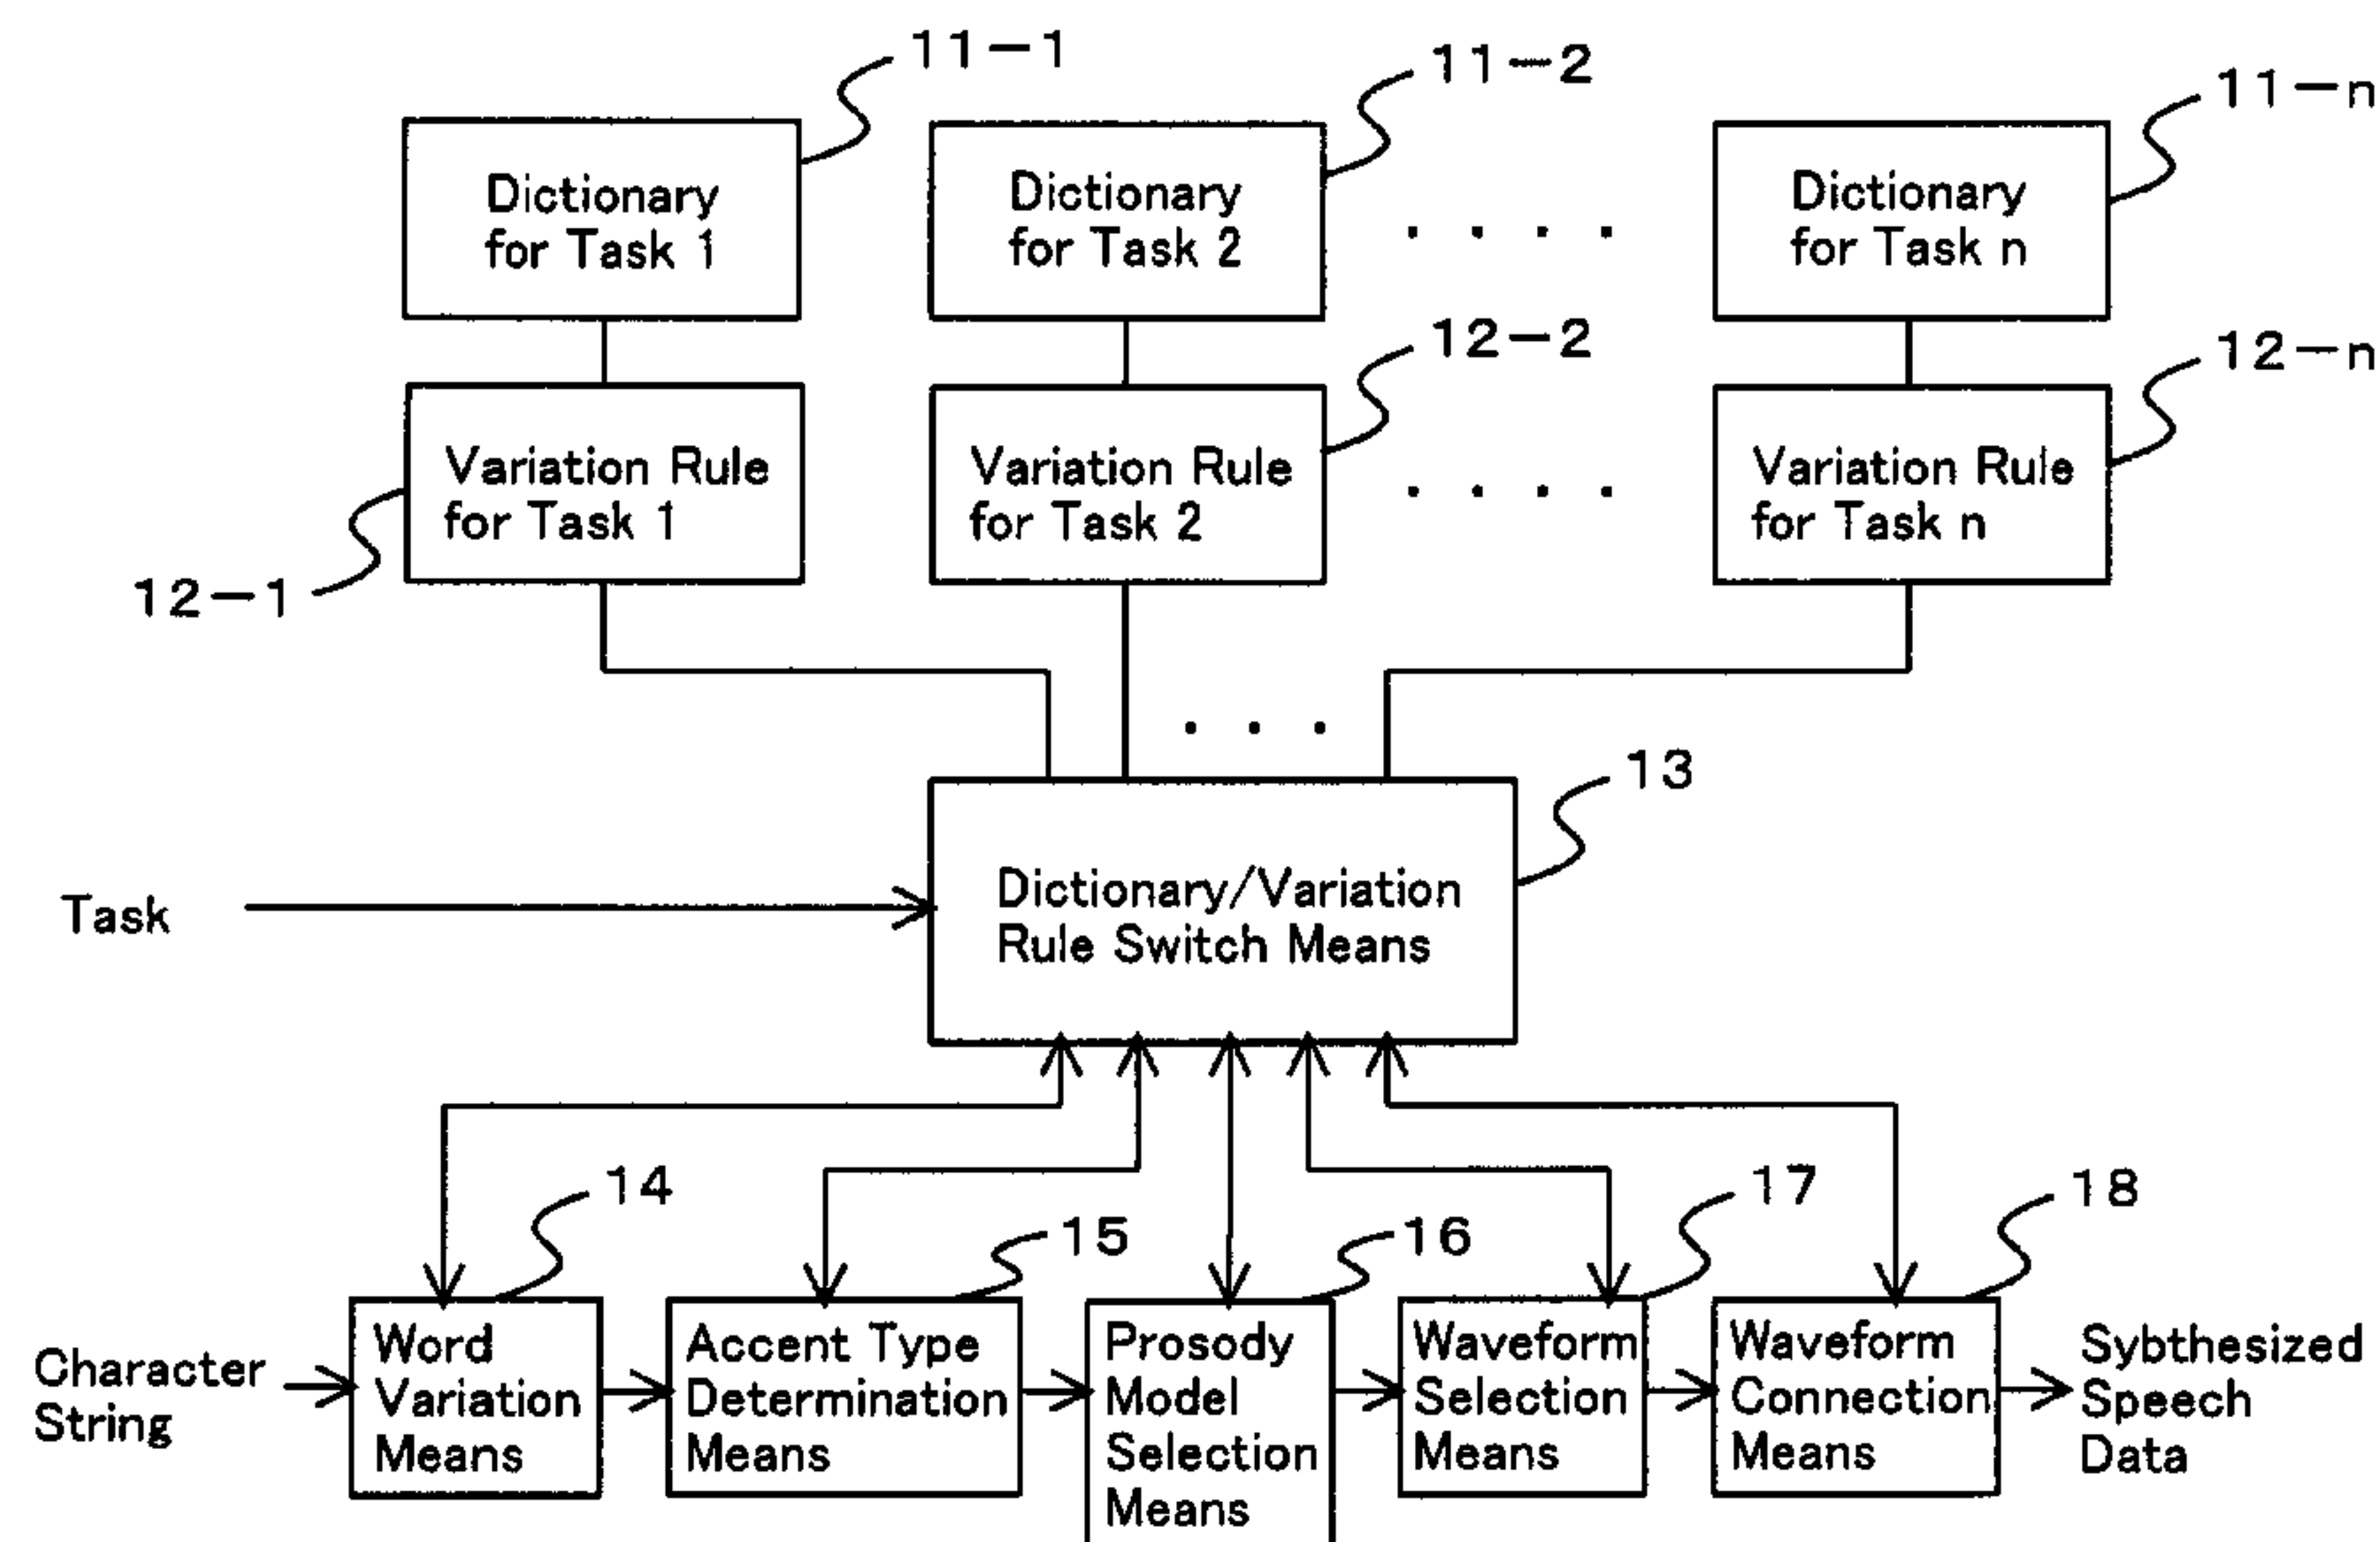 11-1
11-2
11-n
Dictionary
for Task 1
Dictionary
for Task 2
Dictionary
for Task n
12-2
12-n
Variation Rule
for Task 1
Variation Rule
for Task 2
Variation Rule
for Task n
12-1
13
Task
Dictionary/Variation
Rule Switch Means
14
15
16
17
18
Character
String
Word
Variation
Means
Accent Type
Determination
Means
Prosody
Model
Selection
Means
Waveform
Selection
Means
Waveform
Connection
Means
Sybthesized
Speech
Data